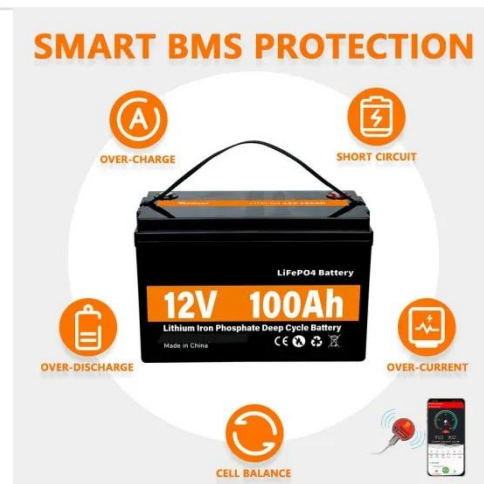 SMART BMS PROTECTION
A
OVER-CHARGE
SHORT CIRCUIT
LiFePO4 Battery
12V 100Ah
Lithium Iron Phosphate Deep Cycle Battery
Made in China
CE
OVER-DISCHARGE
OVER-CURRENT
CELL BALANCE